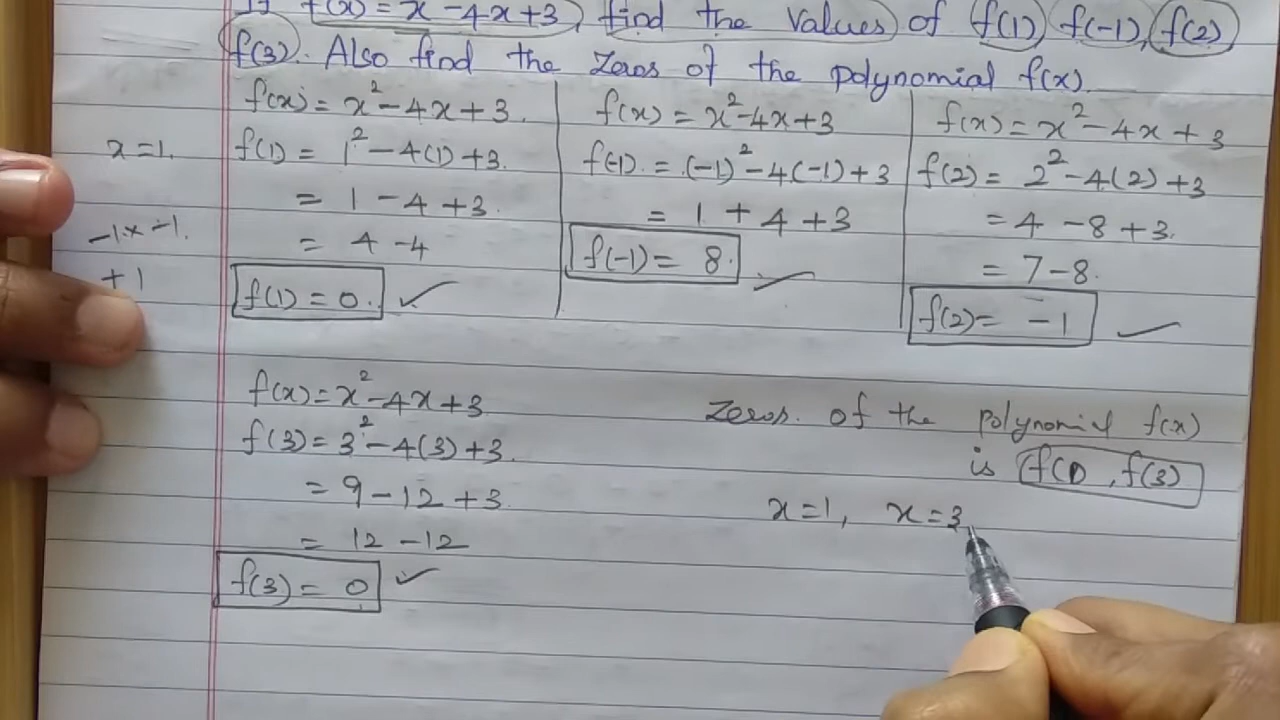 If f(x) = x² - 4x + 3, find the values of f(1) f(-1), f(2)
f(3). Also find the zeros of the polynomial f(x).
f(x) = x² - 4x + 3.
x = 1.
f(1) = 1² - 4(1) + 3.
= 1 - 4 + 3.
-1 x -1.
= 4 - 4
+1
f(1) = 0. ✓
f(x) = x² - 4x + 3
f(-1). = (-1)² - 4(-1) + 3
= 1 + 4 + 3
f(-1) = 8. ✓
f(x) = x² - 4x + 3
f(2) = 2² - 4(2) + 3
= 4 - 8 + 3.
= 7 - 8.
f(2) = -1 ✓
f(x) = x² - 4x + 3
f(3) = 3² - 4(3) + 3.
= 9 - 12 + 3.
= 12 - 12
f(3) = 0 ✓
Zeros. of the polynomial f(x)
is f(1), f(3)
x = 1, x = 3